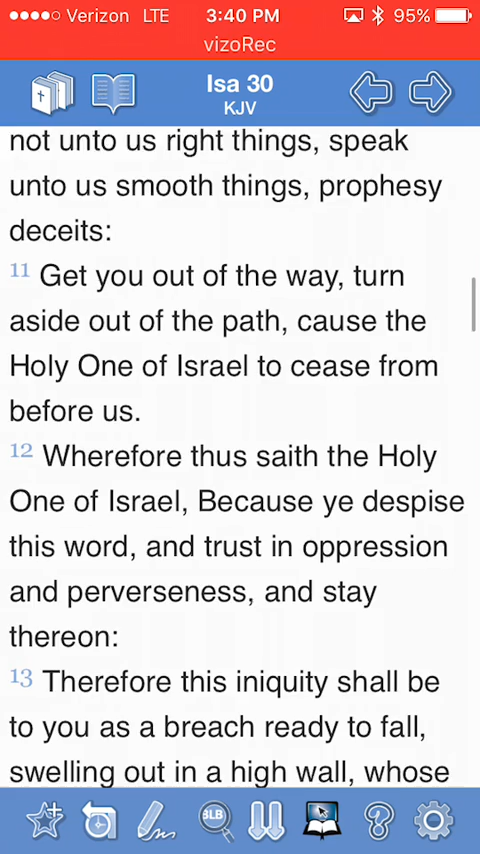 Verizon LTE 3:40 PM 95%
vizoRec
Isa 30
KJV
not unto us right things, speak
unto us smooth things, prophesy
deceits:
11 Get you out of the way, turn
aside out of the path, cause the
Holy One of Israel to cease from
before us.
12 Wherefore thus saith the Holy
One of Israel, Because ye despise
this word, and trust in oppression
and perverseness, and stay
thereon:
13 Therefore this iniquity shall be
to you as a breach ready to fall,
swelling out in a high wall, whose
BLB